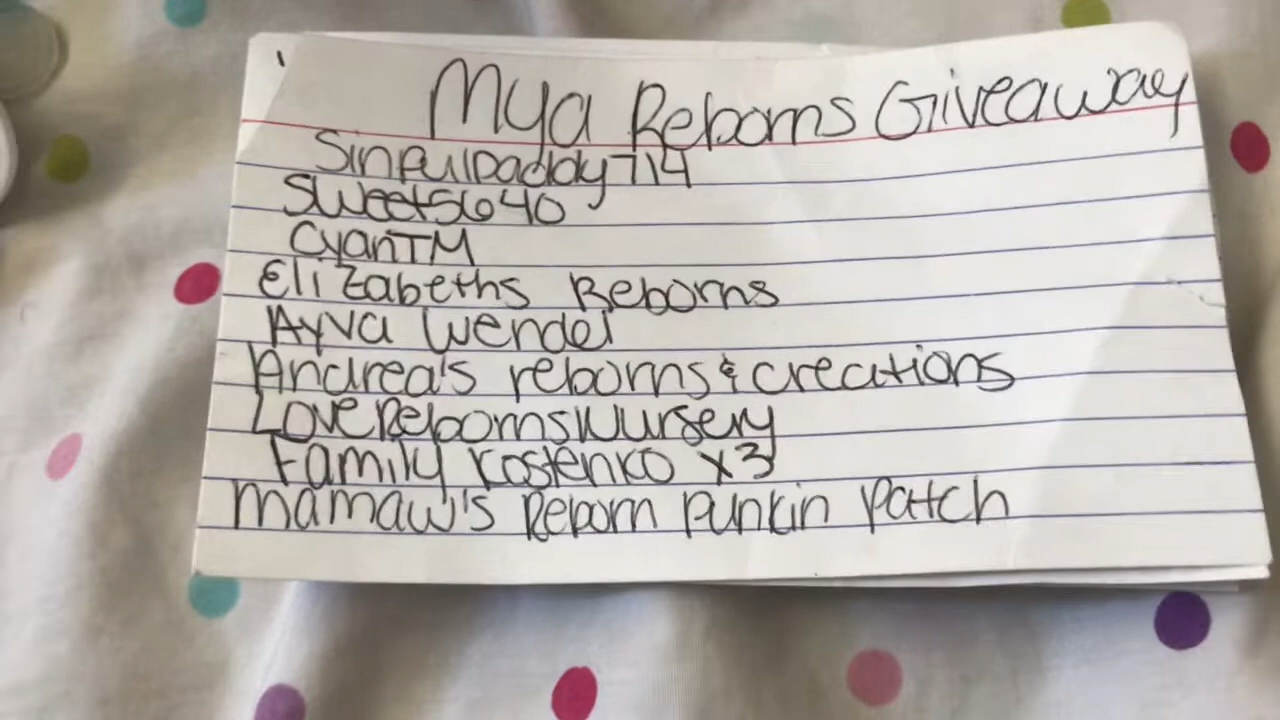 Mya Reborns Giveaway
Sinfuldaddy714
Sweet5640
CyanTM
Elizabeths Reborns
Ayva Wendel
Andrea's reborns & creations
LoveRebornsNursery
Family Kostenko x3
Mamaw's Reborn Punkin Patch